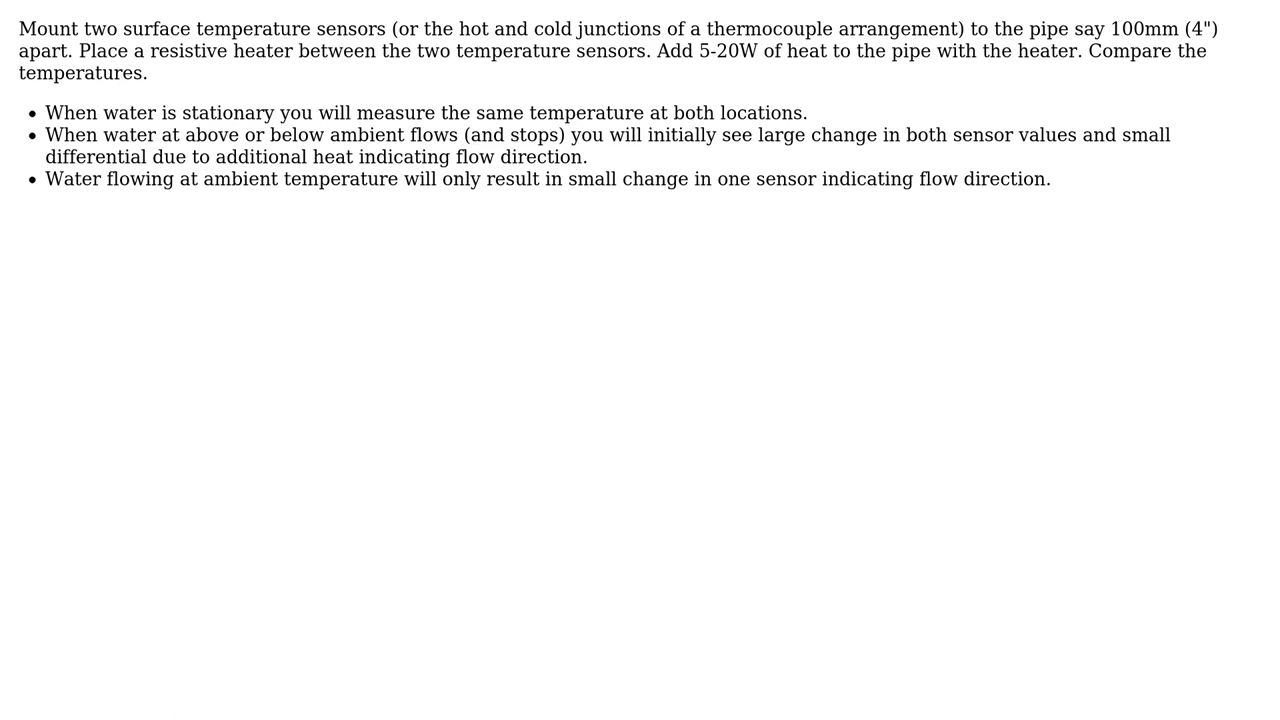 Mount two surface temperature sensors (or the hot and cold junctions of a thermocouple arrangement) to the pipe say 100mm (4")
apart. Place a resistive heater between the two temperature sensors. Add 5-20W of heat to the pipe with the heater. Compare the
temperatures.
• When water is stationary you will measure the same temperature at both locations.
• When water at above or below ambient flows (and stops) you will initially see large change in both sensor values and small
differential due to additional heat indicating flow direction.
• Water flowing at ambient temperature will only result in small change in one sensor indicating flow direction.